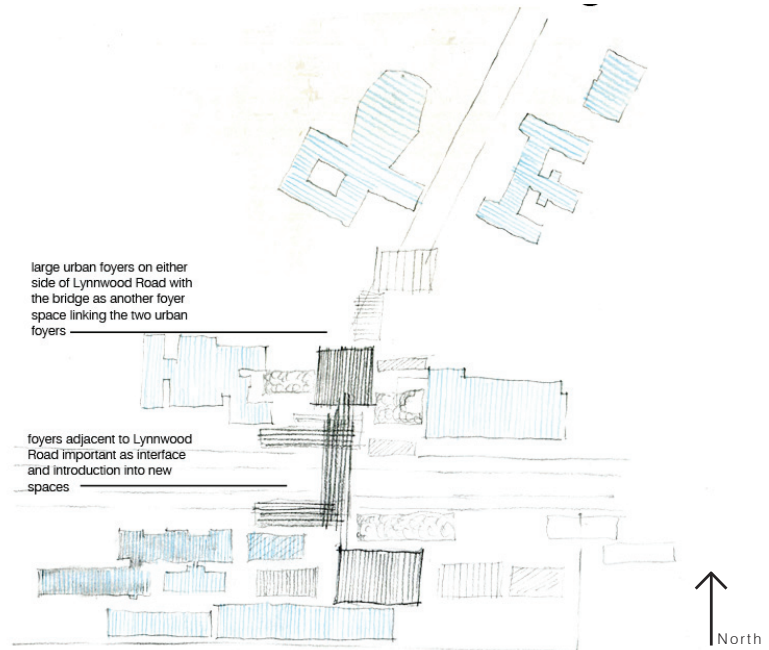 large urban foyers on either
side of Lynnwood Road with
the bridge as another foyer
space linking the two urban
foyers
foyers adjacent to Lynnwood
Road important as interface
and introduction into new
spaces
North